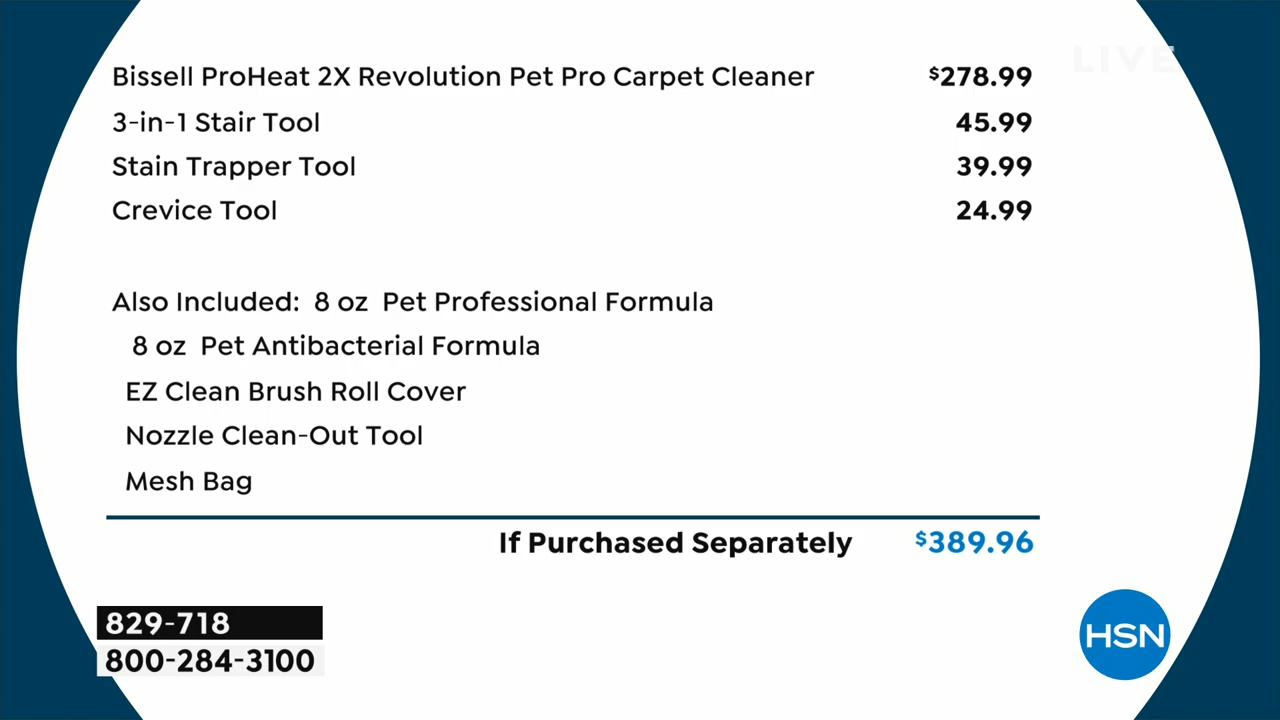 LIVE
Bissell ProHeat 2X Revolution Pet Pro Carpet Cleaner $278.99
3-in-1 Stair Tool 45.99
Stain Trapper Tool 39.99
Crevice Tool 24.99
Also Included: 8 oz Pet Professional Formula
8 oz Pet Antibacterial Formula
EZ Clean Brush Roll Cover
Nozzle Clean-Out Tool
Mesh Bag
If Purchased Separately $389.96
829-718
800-284-3100
HSN